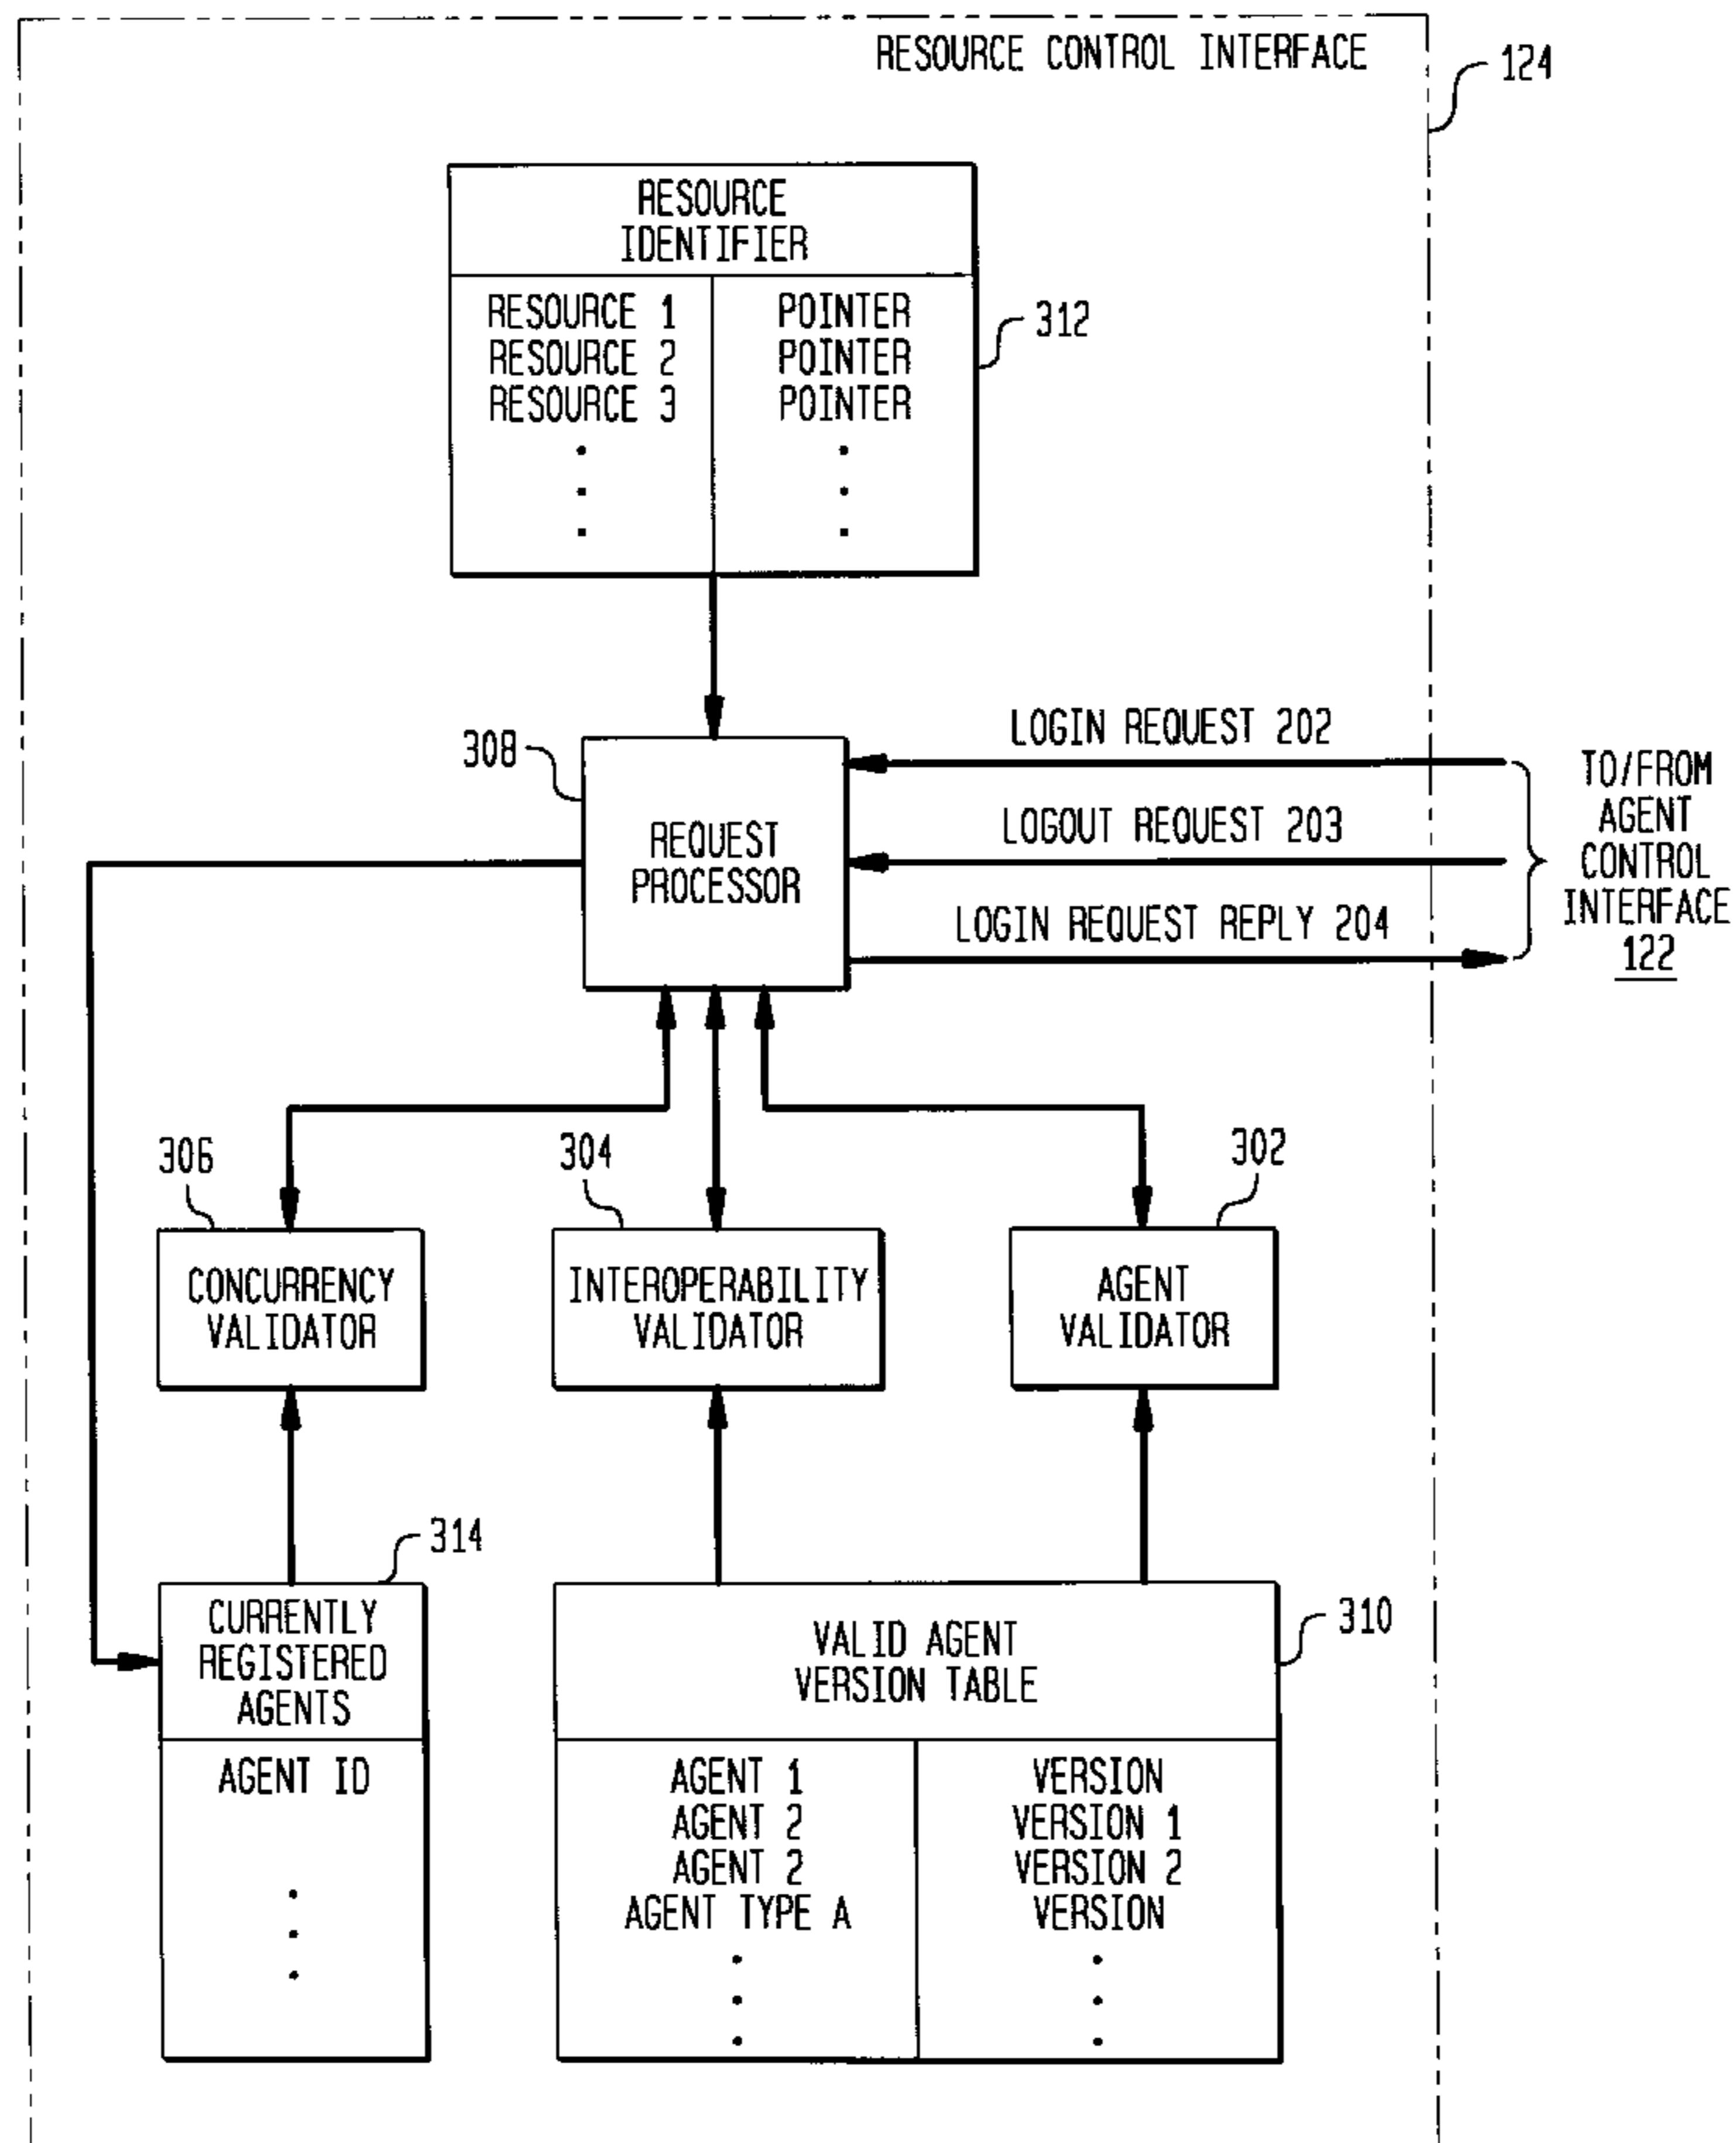 RESOURCE CONTROL INTERFACE
124
RESOURCE
IDENTIFIER
RESOURCE 1 POINTER
RESOURCE 2 POINTER
RESOURCE 3 POINTER
312
308
REQUEST
PROCESSOR
LOGIN REQUEST 202
LOGOUT REQUEST 203
LOGIN REQUEST REPLY 204
TO/FROM
AGENT
CONTROL
INTERFACE
122
306
CONCURRENCY
VALIDATOR
304
INTEROPERABILITY
VALIDATOR
302
AGENT
VALIDATOR
314
CURRENTLY
REGISTERED
AGENTS
AGENT ID
310
VALID AGENT
VERSION TABLE
AGENT 1 VERSION
AGENT 2 VERSION 1
AGENT 2 VERSION 2
AGENT TYPE A VERSION